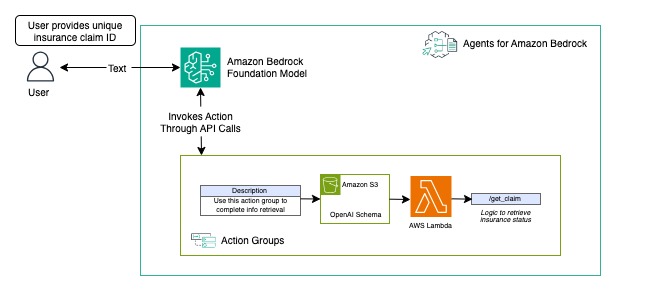 User provides unique
insurance claim ID
Agents for Amazon Bedrock
Text
Amazon Bedrock
Foundation Model
User
Invokes Action
Through API Calls
Description
Use this action group to
complete info retrieval
Amazon S3
OpenAI Schema
AWS Lambda
/get_claim
Logic to retrieve
insurance status
Action Groups